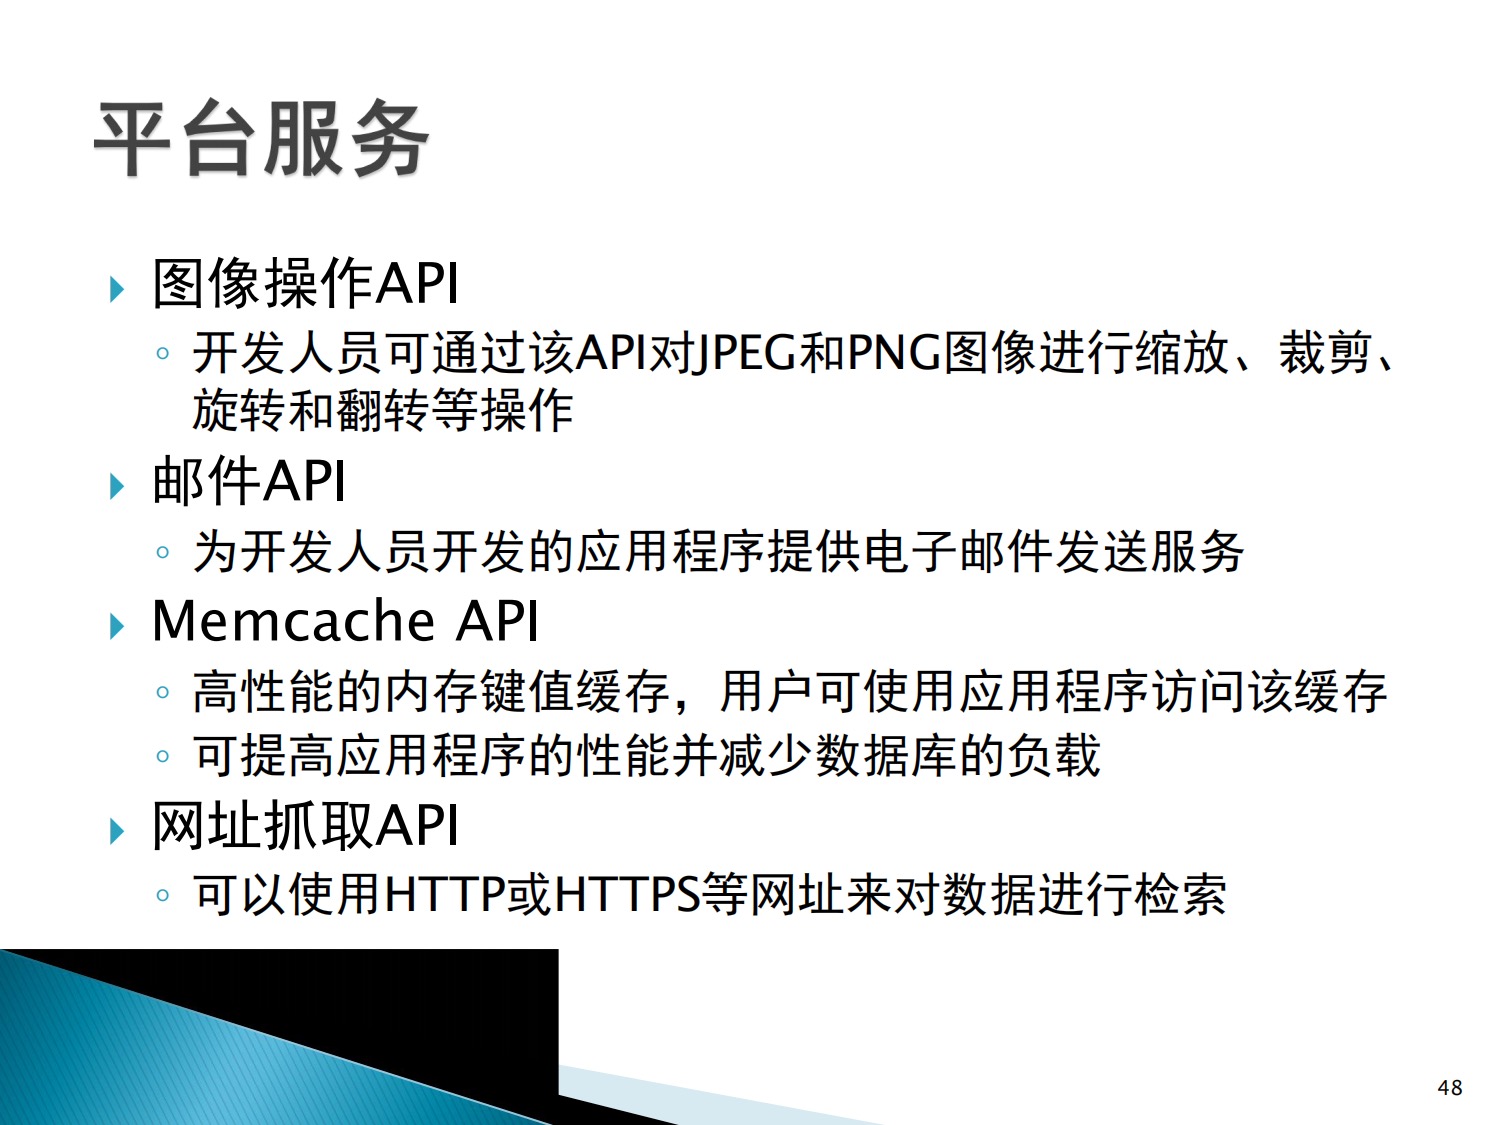 平台服务
图像操作API
开发人员可通过该API对JPEG和PNG图像进行缩放、裁剪、
旋转和翻转等操作
邮件API
为开发人员开发的应用程序提供电子邮件发送服务
Memcache API
高性能的内存键值缓存，用户可使用应用程序访问该缓存
可提高应用程序的性能并减少数据库的负载
网址抓取API
可以使用HTTP或HTTPS等网址来对数据进行检索
48